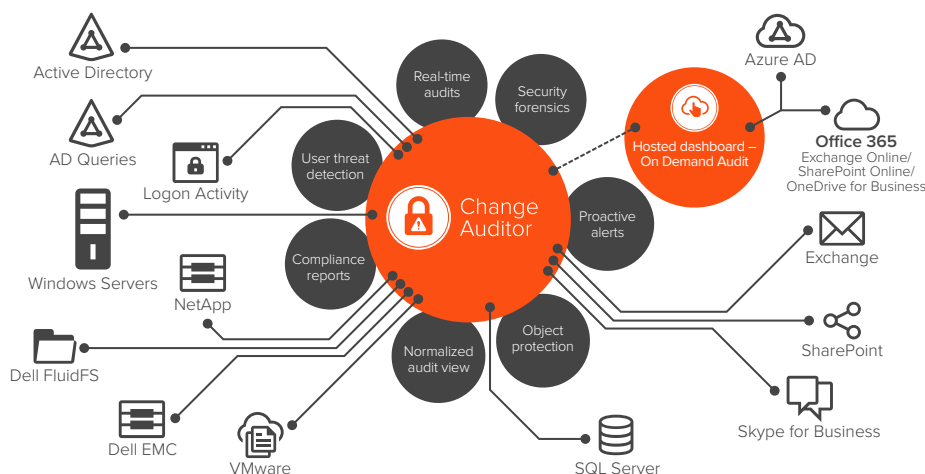 Active Directory
AD Queries
Logon Activity
Windows Servers
NetApp
Dell FluidFS
Dell EMC
VMware
Real-time
audits
Security
forensics
User threat
detection
Change
Auditor
Proactive
alerts
Compliance
reports
Normalized
audit view
Object
protection
Hosted dashboard –
On Demand Audit
Azure AD
Office 365
Exchange Online/
SharePoint Online/
OneDrive for Business
Exchange
SharePoint
Skype for Business
SQL Server